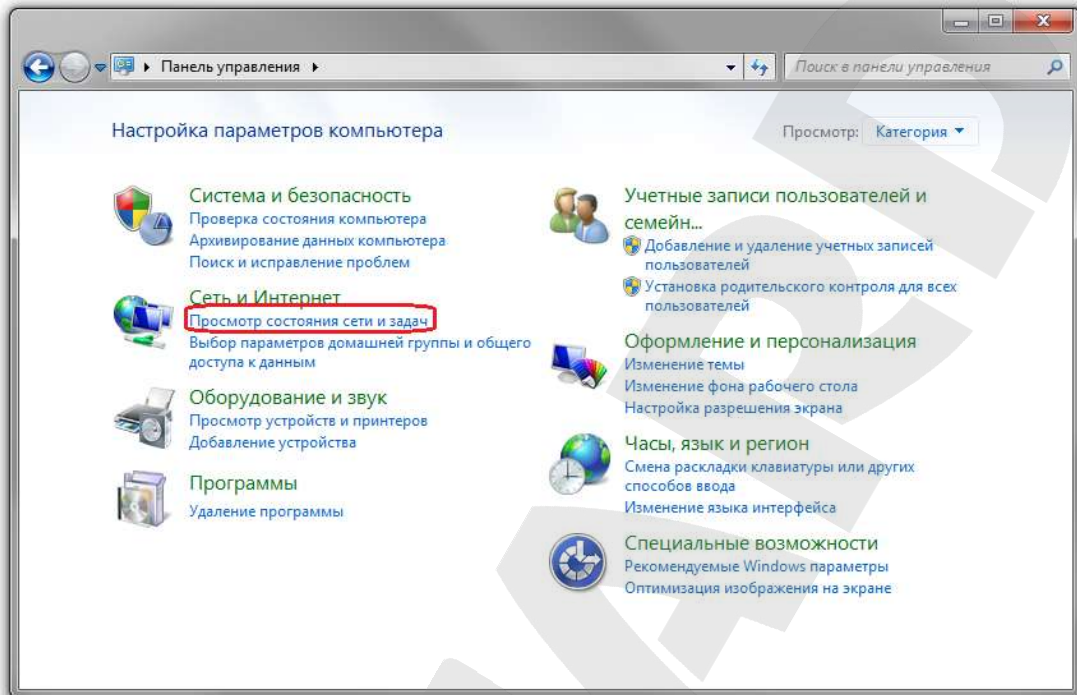 Панель управления
Поиск в панели управления
Настройка параметров компьютера
Просмотр: Категория
Система и безопасность
Проверка состояния компьютера
Архивирование данных компьютера
Поиск и исправление проблем
Сеть и Интернет
Просмотр состояния сети и задач
Выбор параметров домашней группы и общего
доступа к данным
Оборудование и звук
Просмотр устройств и принтеров
Добавление устройства
Программы
Удаление программы
Учетные записи пользователей и
семейн...
Добавление и удаление учетных записей
пользователей
Установка родительского контроля для всех
пользователей
Оформление и персонализация
Изменение темы
Изменение фона рабочего стола
Настройка разрешения экрана
Часы, язык и регион
Смена раскладки клавиатуры или других
способов ввода
Изменение языка интерфейса
Специальные возможности
Рекомендуемые Windows параметры
Оптимизация изображения на экране